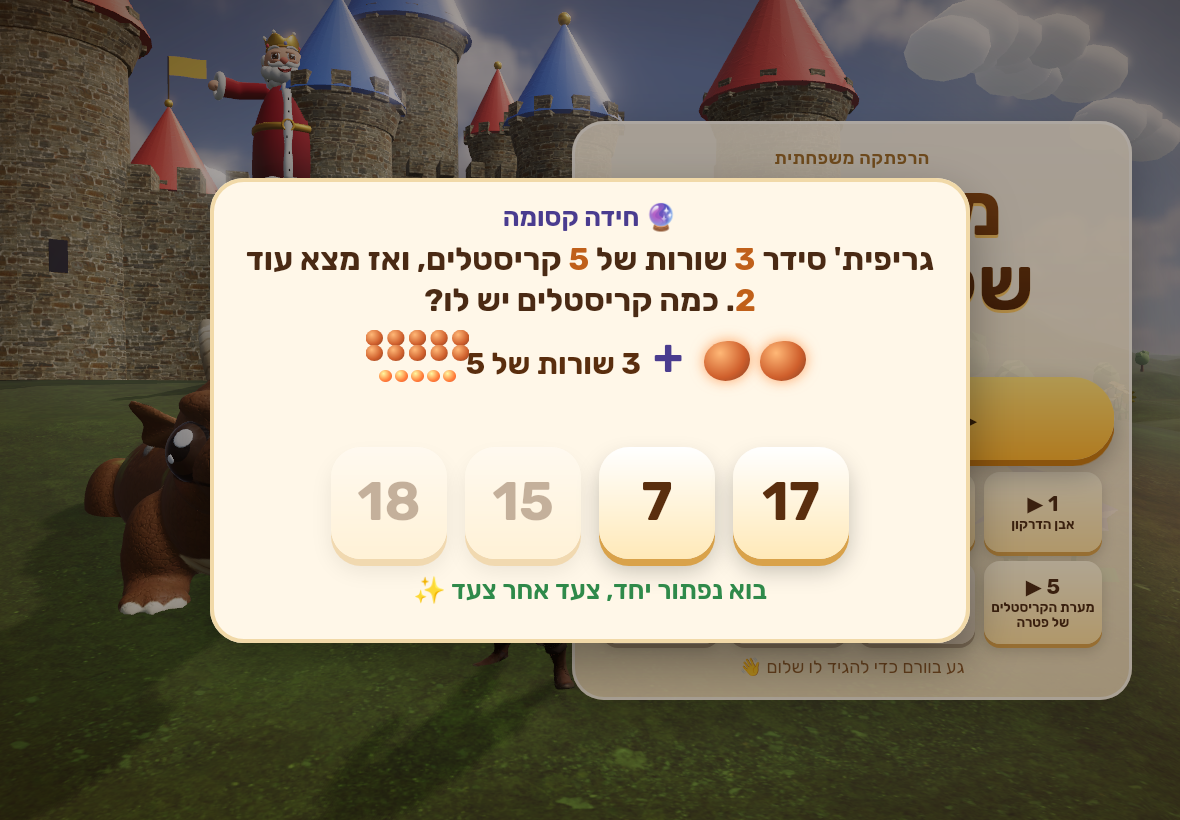 הרפתקה משפחתית
🔮 חידה קסומה
גריפית' סידר 3 שורות של 5 קריסטלים, ואז מצא עוד
2. כמה קריסטלים יש לו?
+ 3 שורות של 5
17 7 15 18
בוא נפתור יחד, צעד אחר צעד ✨
1 ▶
אבן הדרקון
5 ▶
מערת הקריסטלים
של פטרה
גע בוורם כדי להגיד לו שלום 👋